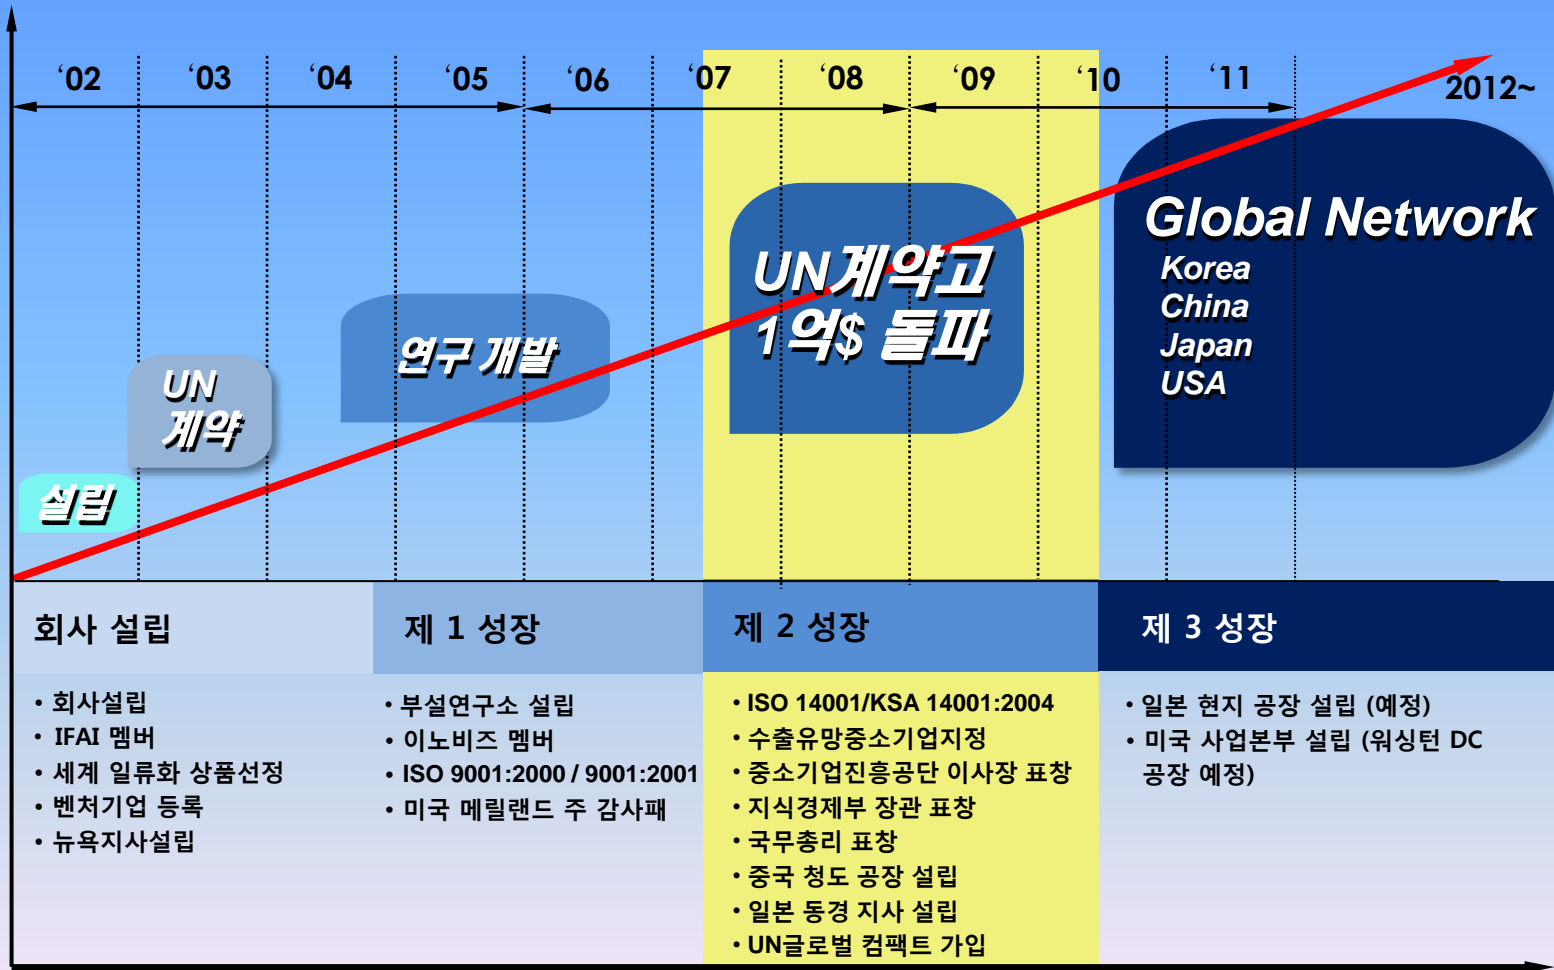 ‘02 ‘03 ‘04 ‘05 ‘06 ‘07 ‘08 ‘09 ‘10 ‘11 2012~
설립
UN
계약
연구 개발
UN계약고
1억$ 돌파
Global Network
Korea
China
Japan
USA
회사 설립
• 회사설립
• IFAI 멤버
• 세계 일류화 상품선정
• 벤처기업 등록
• 뉴욕지사설립
제 1 성장
• 부설연구소 설립
• 이노비즈 멤버
• ISO 9001:2000 / 9001:2001
• 미국 메릴랜드 주 감사패
제 2 성장
• ISO 14001/KSA 14001:2004
• 수출유망중소기업지정
• 중소기업진흥공단 이사장 표창
• 지식경제부 장관 표창
• 국무총리 표창
• 중국 청도 공장 설립
• 일본 동경 지사 설립
• UN글로벌 컴팩트 가입
제 3 성장
• 일본 현지 공장 설립 (예정)
• 미국 사업본부 설립 (워싱턴 DC
공장 예정)